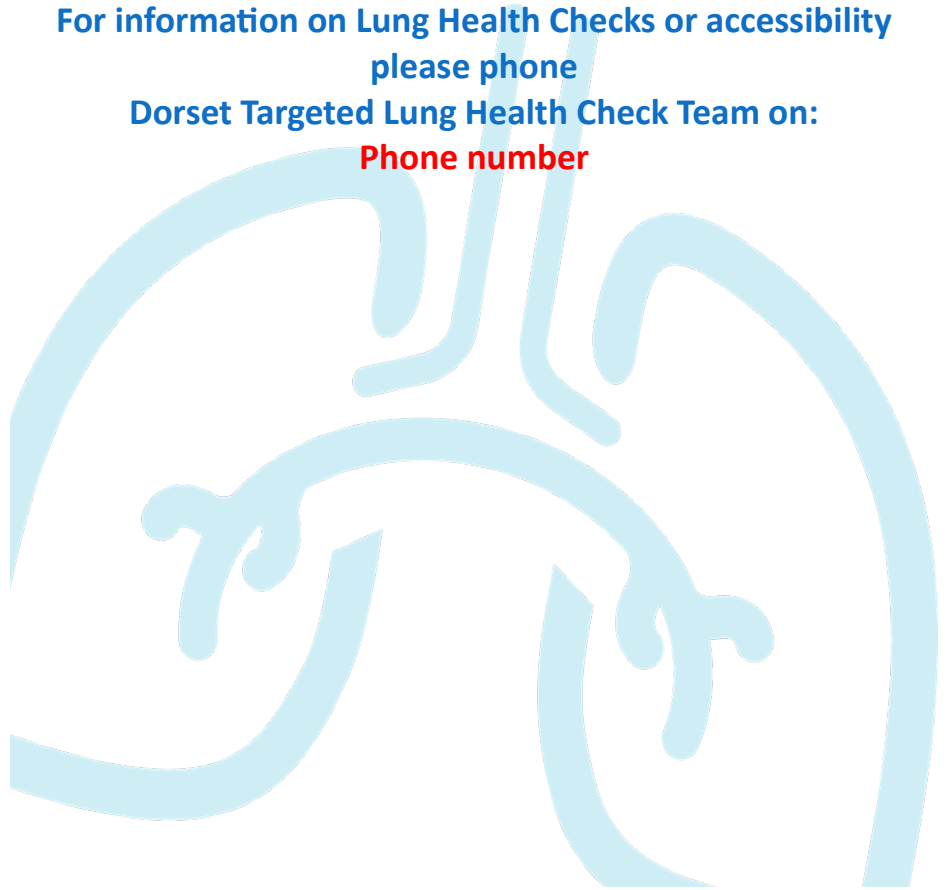 For information on Lung Health Checks or accessibility
please phone
Dorset Targeted Lung Health Check Team on:
Phone number